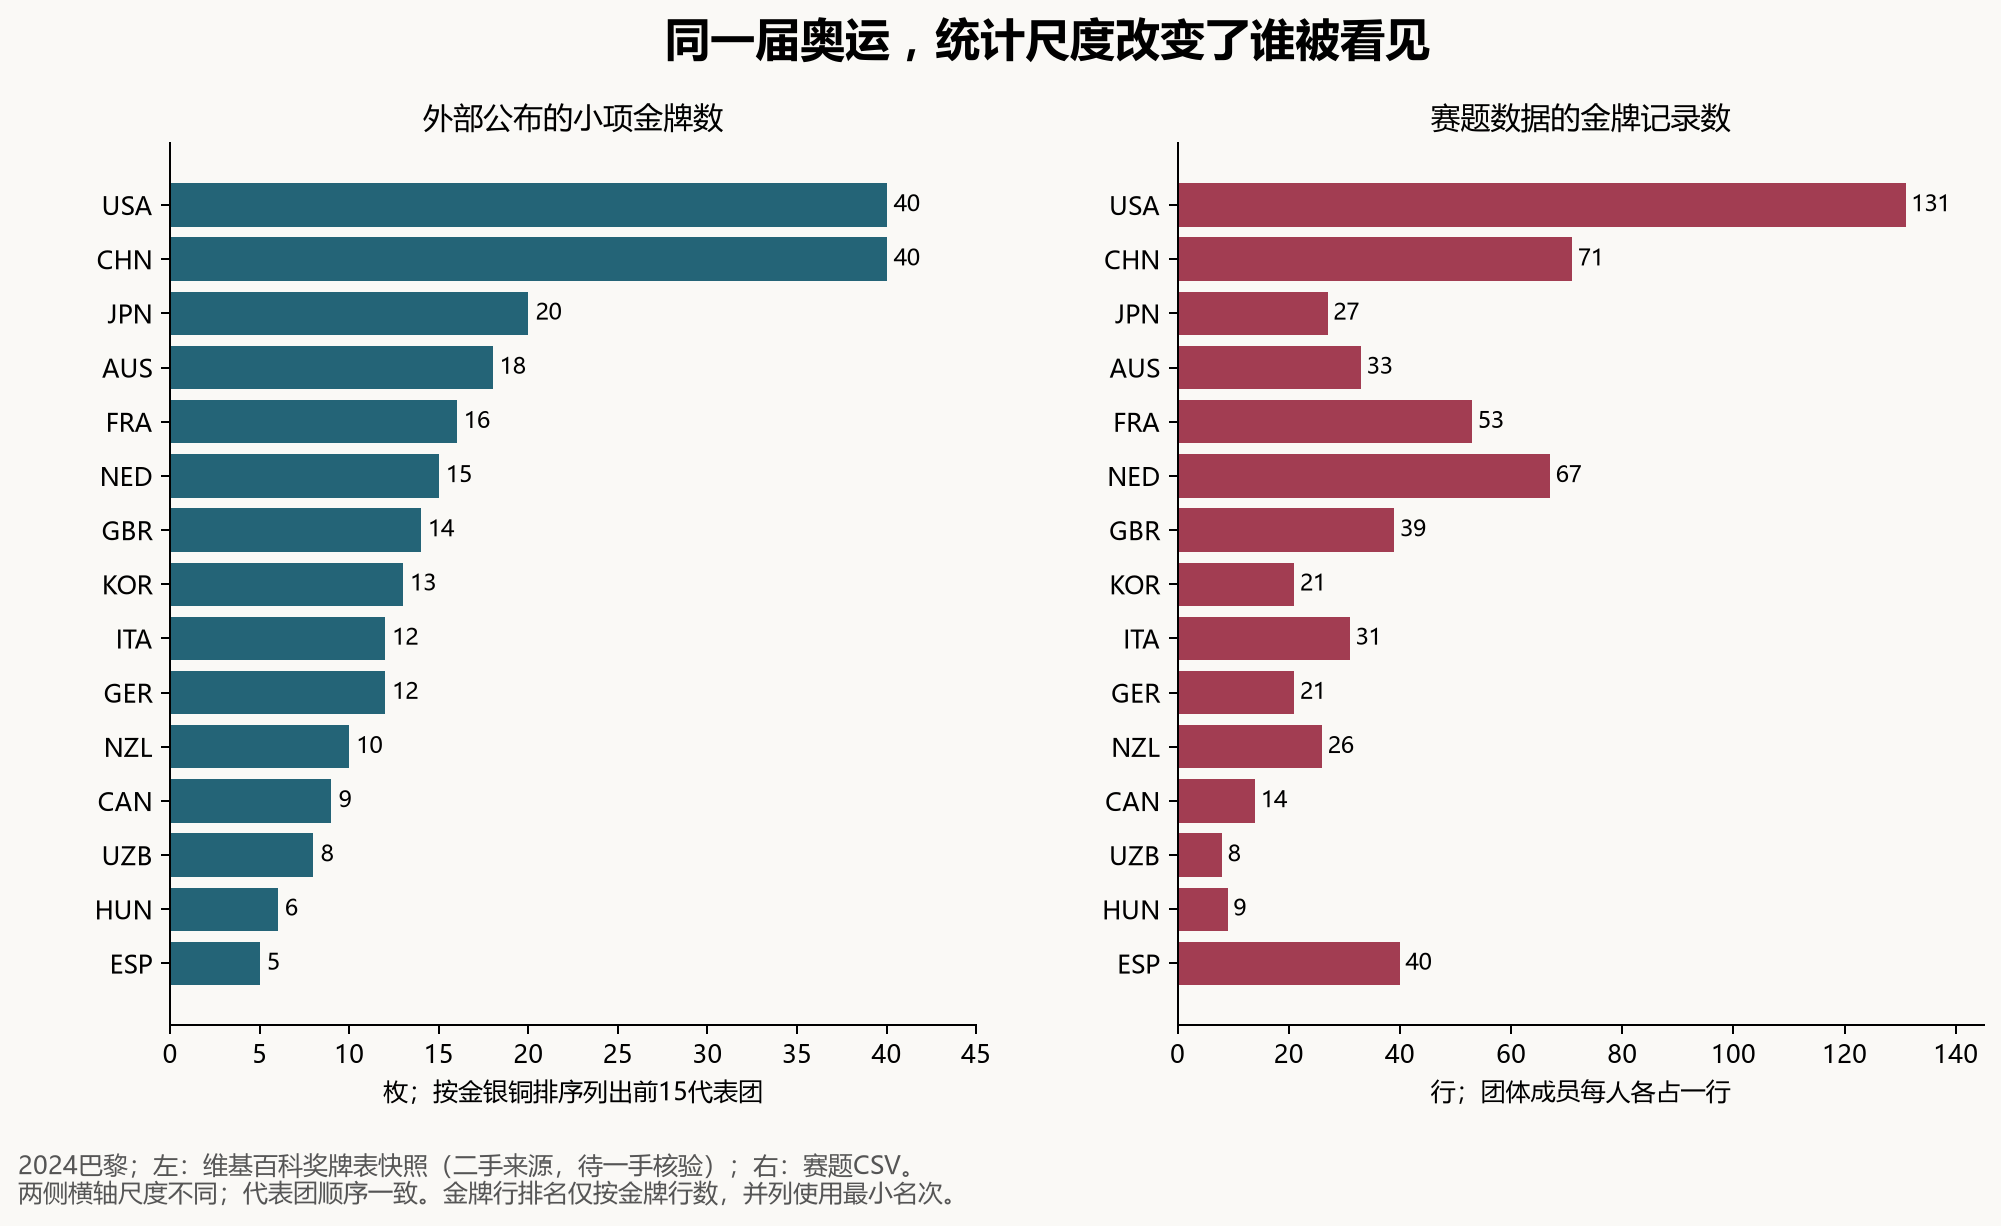 同一届奥运，统计尺度改变了谁被看见
外部公布的小项金牌数
USA 40
CHN 40
JPN 20
AUS 18
FRA 16
NED 15
GBR 14
KOR 13
ITA 12
GER 12
NZL 10
CAN 9
UZB 8
HUN 6
ESP 5
0 5 10 15 20 25 30 35 40 45
枚；按金银铜排序列出前15代表团
赛题数据的金牌记录数
USA 131
CHN 71
JPN 27
AUS 33
FRA 53
NED 67
GBR 39
KOR 21
ITA 31
GER 21
NZL 26
CAN 14
UZB 8
HUN 9
ESP 40
0 20 40 60 80 100 120 140
行；团体成员每人各占一行
2024巴黎；左：维基百科奖牌表快照（二手来源，待一手核验）；右：赛题CSV。
两侧横轴尺度不同；代表团顺序一致。金牌行排名仅按金牌行数，并列使用最小名次。